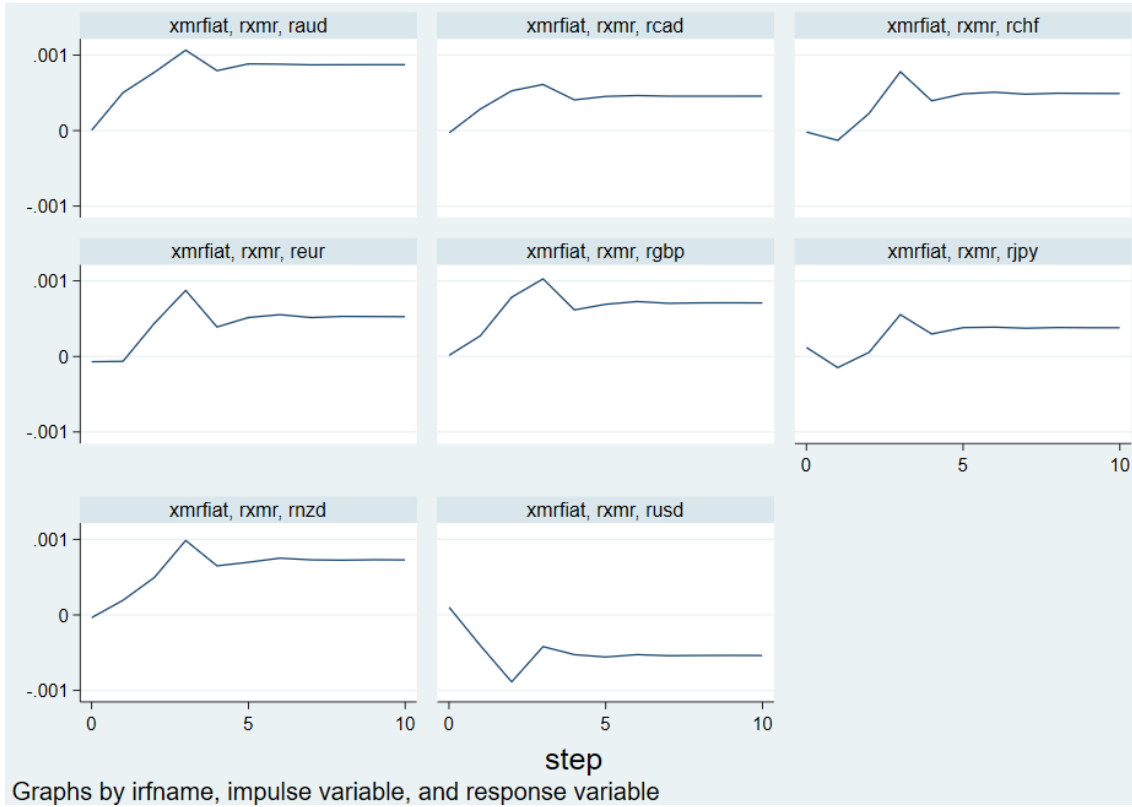 xmrfiat, rxmr, raud
xmrfiat, rxmr, rcad
xmrfiat, rxmr, rchf
.001
0
-.001
xmrfiat, rxmr, reur
xmrfiat, rxmr, rgbp
xmrfiat, rxmr, rjpy
.001
0
-.001
0
5
10
xmrfiat, rxmr, rnzd
xmrfiat, rxmr, rusd
.001
0
-.001
0
5
10
0
5
10
step
Graphs by irfname, impulse variable, and response variable